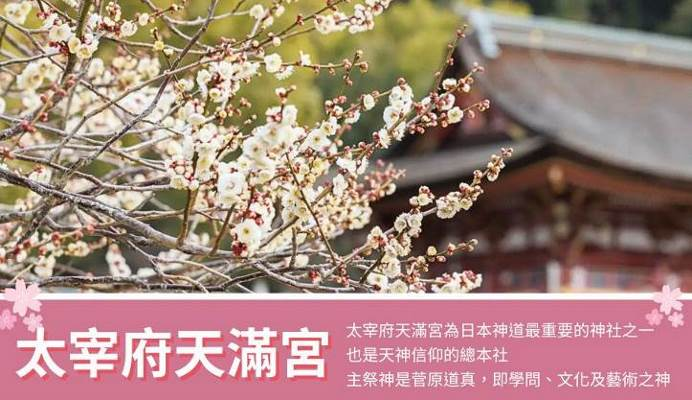 太宰府天滿宮
太宰府天滿宮為日本神道最重要的神社之一
也是天神信仰的總本社
主祭神是菅原道真，即學問、文化及藝術之神